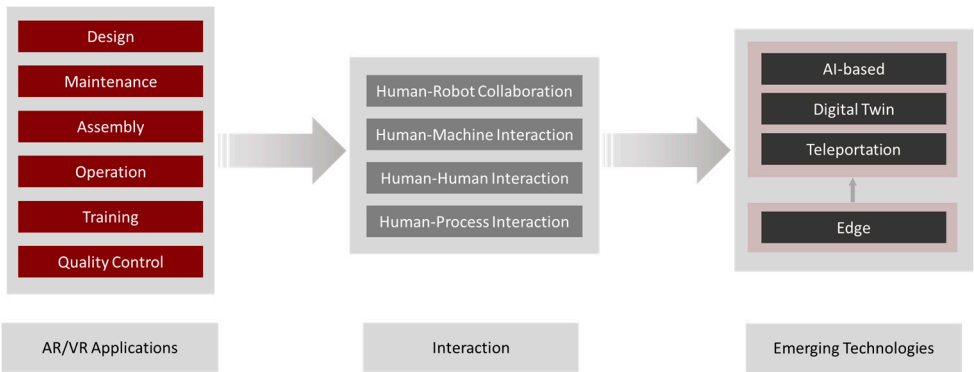 Design
Maintenance
Assembly
Operation
Training
Quality Control
AR/VR Applications
Human-Robot Collaboration
Human-Machine Interaction
Human-Human Interaction
Human-Process Interaction
Interaction
AI-based
Digital Twin
Teleportation
Edge
Emerging Technologies